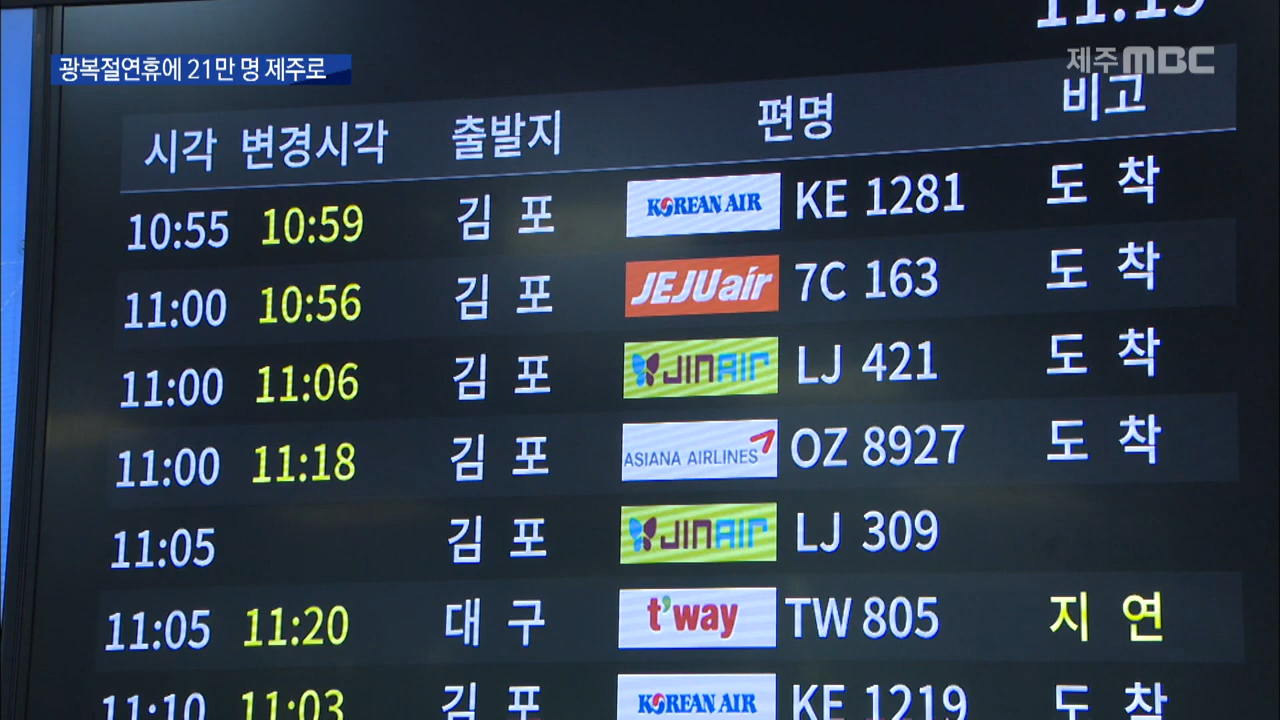 11:19
광복절연휴에 21만 명 제주로
제주MBC
시각 변경시각 출발지 편명 비고
10:55 10:59 김 포 KOREAN AIR KE 1281 도 착
11:00 10:56 김 포 JEJUair 7C 163 도 착
11:00 11:06 김 포 JINAIR LJ 421 도 착
11:00 11:18 김 포 ASIANA AIRLINES OZ 8927 도 착
11:05 김 포 JINAIR LJ 309
11:05 11:20 대 구 t'way TW 805 지 연
11:10 11:03 김 포 KOREAN AIR KE 1219 도 착